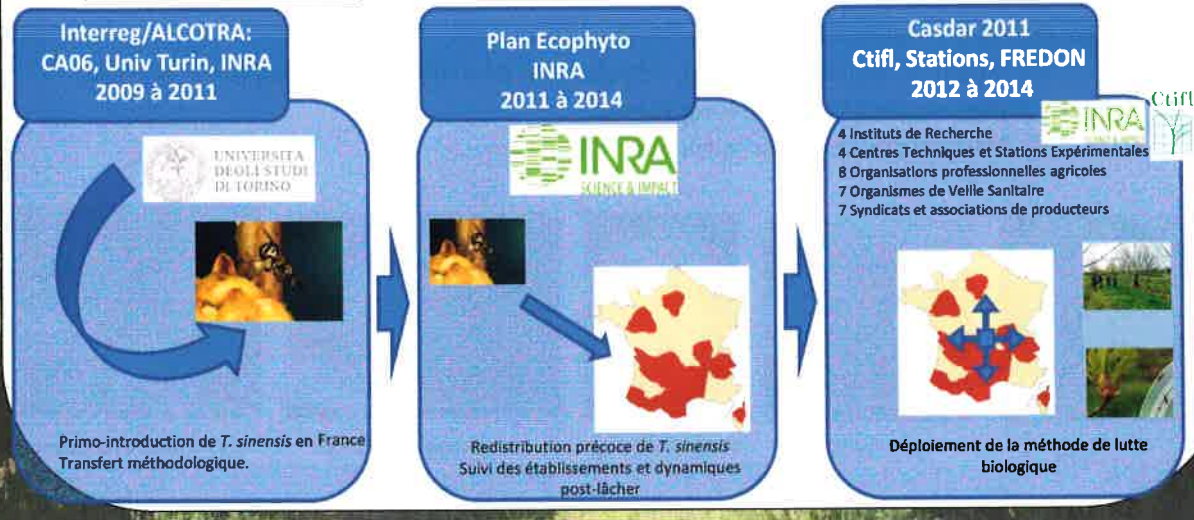 Interreg/ALCOTRA:
CA06, Univ Turin, INRA
2009 à 2011
UNIVERSITA
DEGLI STUDI
DI TORINO
Primo-introduction de T. sinensis en France
Transfert méthodologique.
Plan Ecophyto
INRA
2011 à 2014
INRA
SCIENCE & IMPACT
Redistribution précoce de T. sinensis
Suivi des établissements et dynamiques
post-lâcher
Casdar 2011
Ctifl, Stations, FREDON
2012 à 2014
INRA
Ctifl
4 Instituts de Recherche
4 Centres Techniques et Stations Expérimentales
8 Organisations professionnelles agricoles
7 Organismes de Veille Sanitaire
7 Syndicats et associations de producteurs
Déploiement de la méthode de lutte
biologique